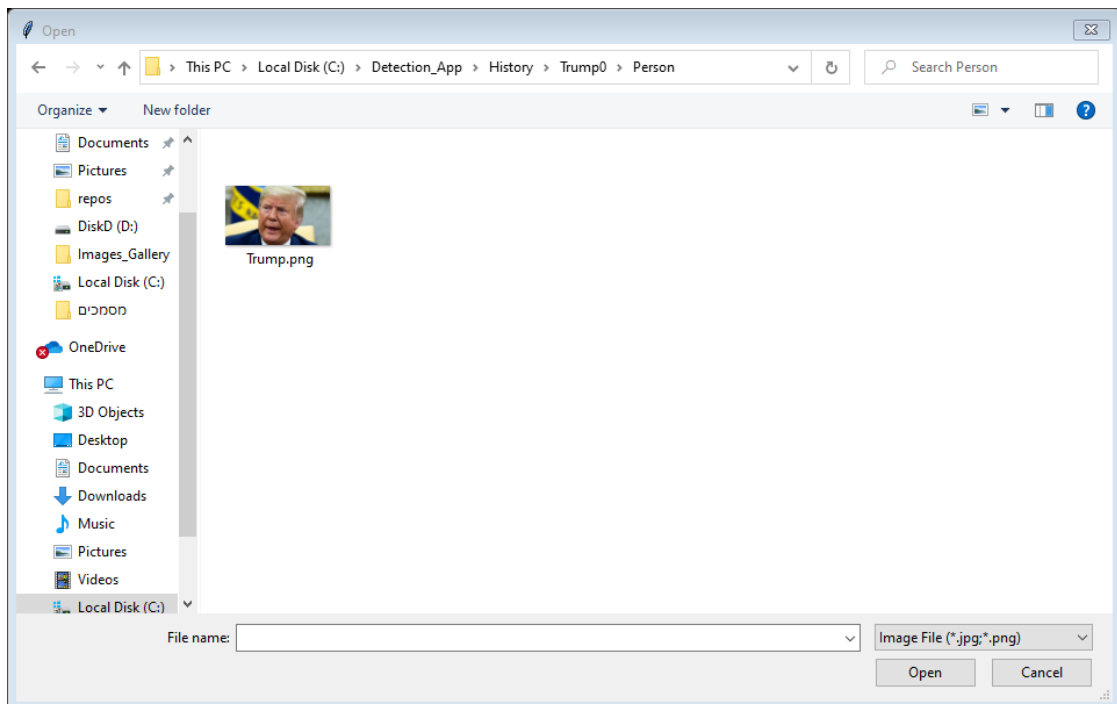 Open
This PC > Local Disk (C:) > Detection_App > History > Trump0 > Person
Search Person
Organize
New folder
Documents
Pictures
repos
DiskD (D:)
Images_Gallery
Local Disk (C:)
מסמכים
OneDrive
This PC
3D Objects
Desktop
Documents
Downloads
Music
Pictures
Videos
Local Disk (C:)
Trump.png
File name:
Image File (*.jpg;*.png)
Open
Cancel